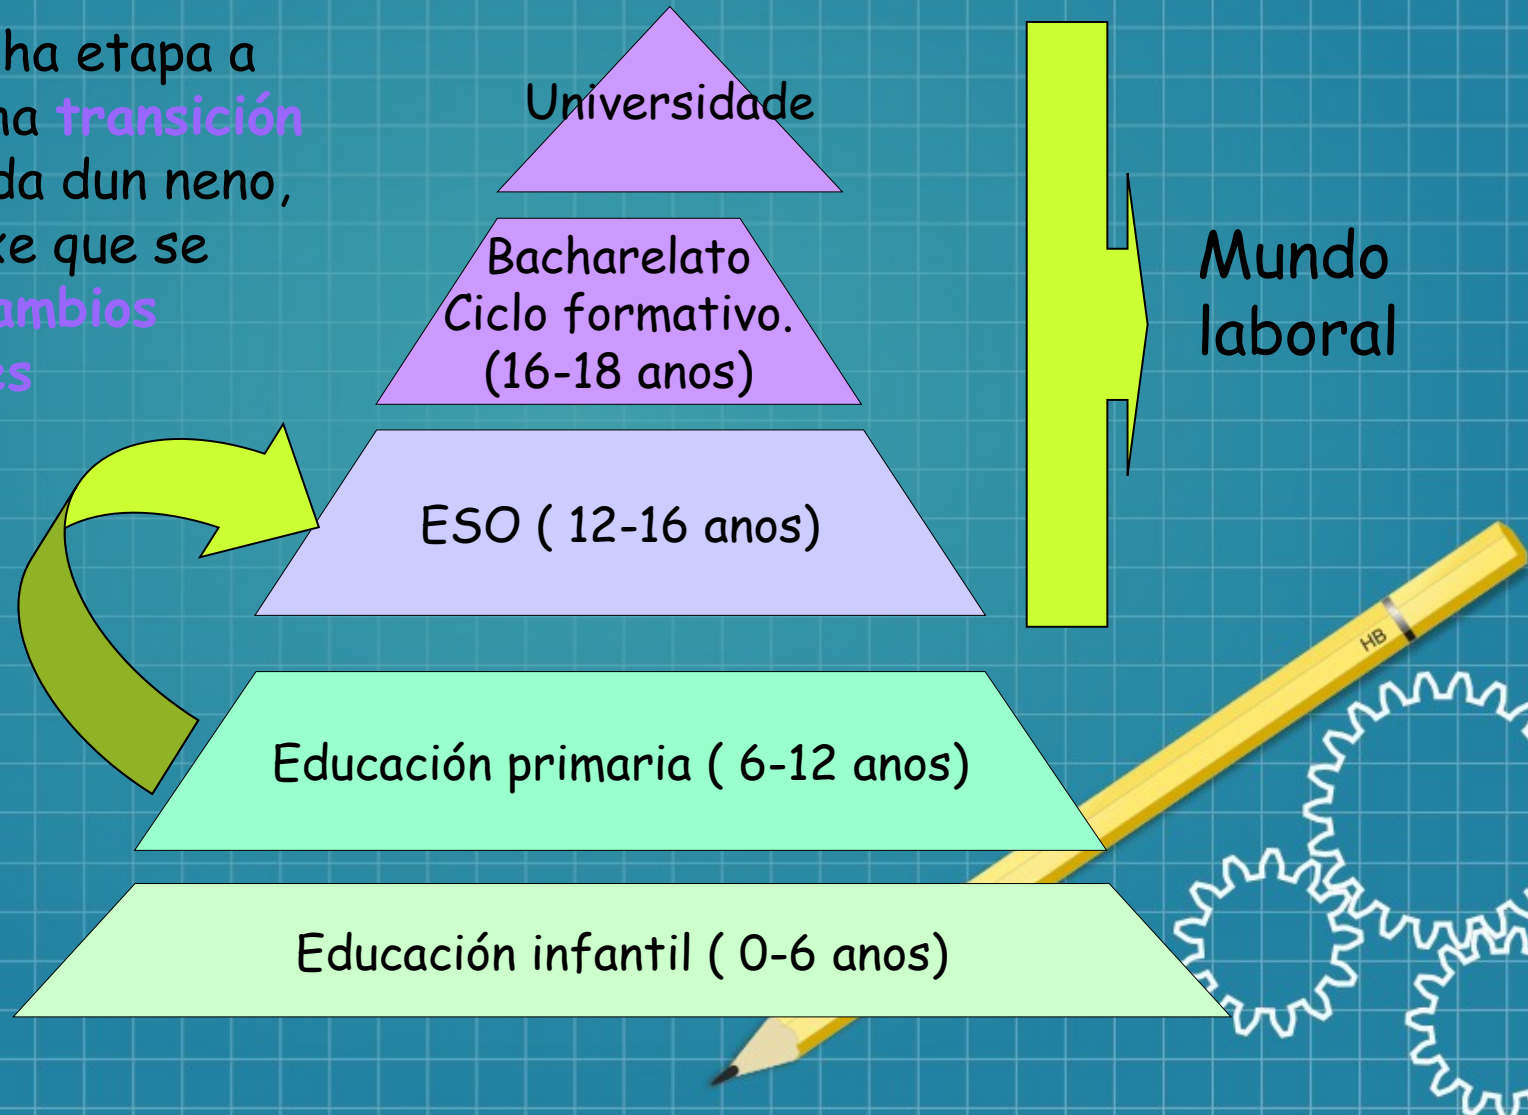 ha etapa a
na transición
da dun neno,
xe que se
ambios
es
Universidade
Bacharelato
Ciclo formativo.
(16-18 anos)
ESO ( 12-16 anos)
Educación primaria ( 6-12 anos)
Educación infantil ( 0-6 anos)
Mundo
laboral
HB